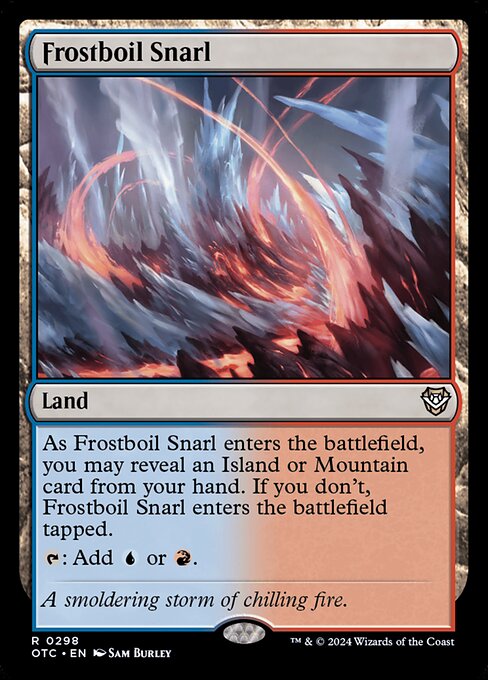 Frostboil Snarl
Land
As Frostboil Snarl enters the battlefield,
you may reveal an Island or Mountain
card from your hand. If you don't,
Frostboil Snarl enters the battlefield
tapped.
: Add or .
A smoldering storm of chilling fire.
R 0298
OTC • EN Sam Burley
™ & © 2024 Wizards of the Coast